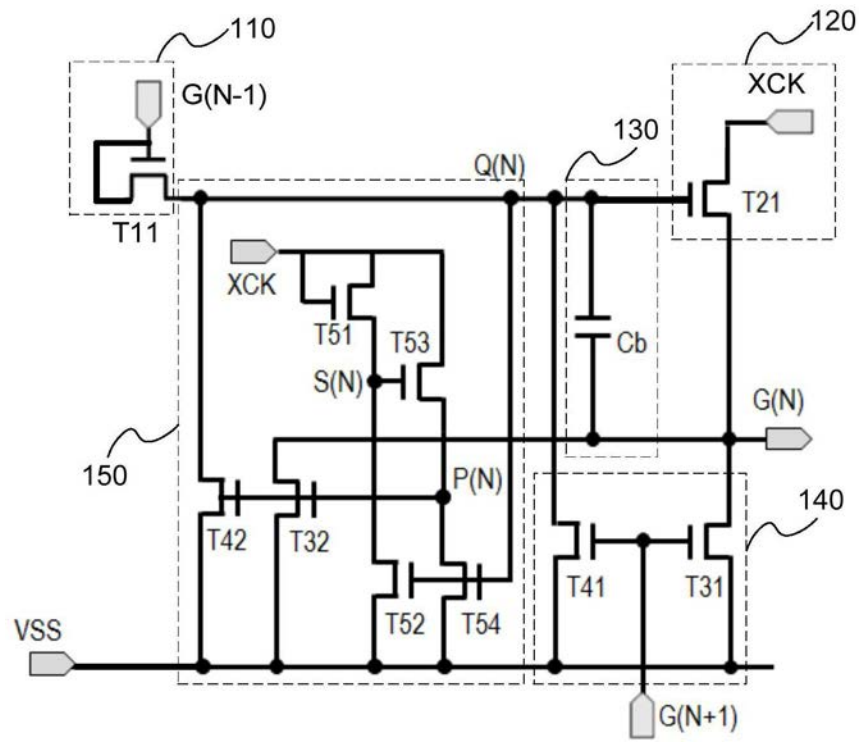 110
120
G(N-1)
XCK
130
Q(N)
T11
T21
XCK
T51
T53
Cb
S(N)
G(N)
150
P(N)
140
T42
T32
T41
T31
T52
T54
VSS
G(N+1)